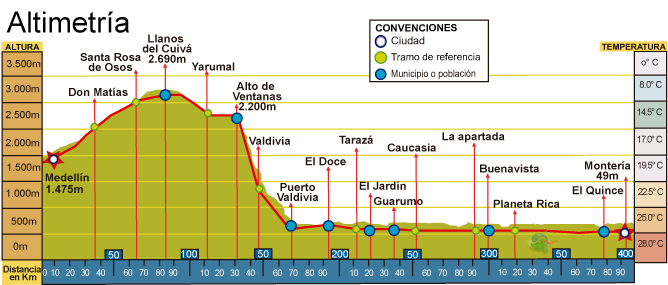 Altimetría
CONVENCIONES
Ciudad
Tramo de referencia
Municipio o población
ALTURA
3.500m
3.000m
2.500m
2.000m
1.500m
1.000m
500m
0m
TEMPERATURA
0° C
8.0° C
14.5° C
17.0° C
19.5° C
22.5° C
25.0° C
28.0° C
Medellín
1.475m
Don Matías
Santa Rosa
de Osos
Llanos
del Cuivá
2.690m
Yarumal
Alto de
Ventanas
2.200m
Valdivia
Puerto
Valdivia
El Doce
Tarazá
El Jardín
Guarumo
Caucasia
La apartada
Buenavista
Planeta Rica
El Quince
Montería
49m
50 100 50 200 50 300 50 400
Distancia
en Km
0 10 20 30 40 60 70 80 90 10 20 30 40 60 70 80 90 10 20 30 40 60 70 80 90 10 20 30 40 60 70 80 90